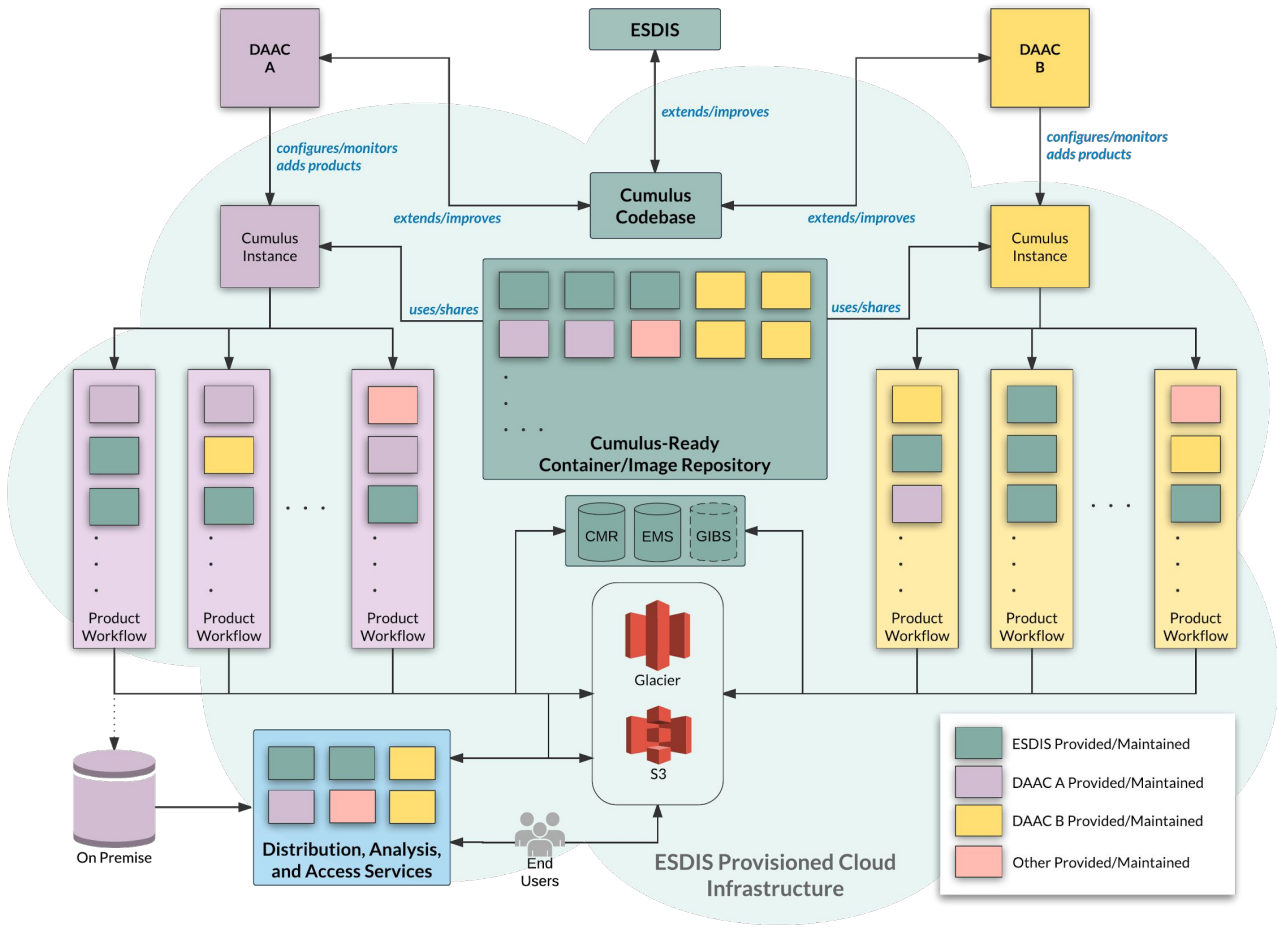 DAAC
A
ESDIS
DAAC
B
extends/improves
configures/monitors
adds products
configures/monitors
adds products
Cumulus
Codebase
extends/improves
extends/improves
Cumulus
Instance
Cumulus
Instance
uses/shares
uses/shares
Cumulus-Ready
Container/Image Repository
CMR
EMS
GIBS
Product
Workflow
Product
Workflow
Product
Workflow
Product
Workflow
Product
Workflow
Product
Workflow
Glacier
S3
On Premise
Distribution, Analysis,
and Access Services
End
Users
ESDIS Provisioned Cloud
Infrastructure
ESDIS Provided/Maintained
DAAC A Provided/Maintained
DAAC B Provided/Maintained
Other Provided/Maintained